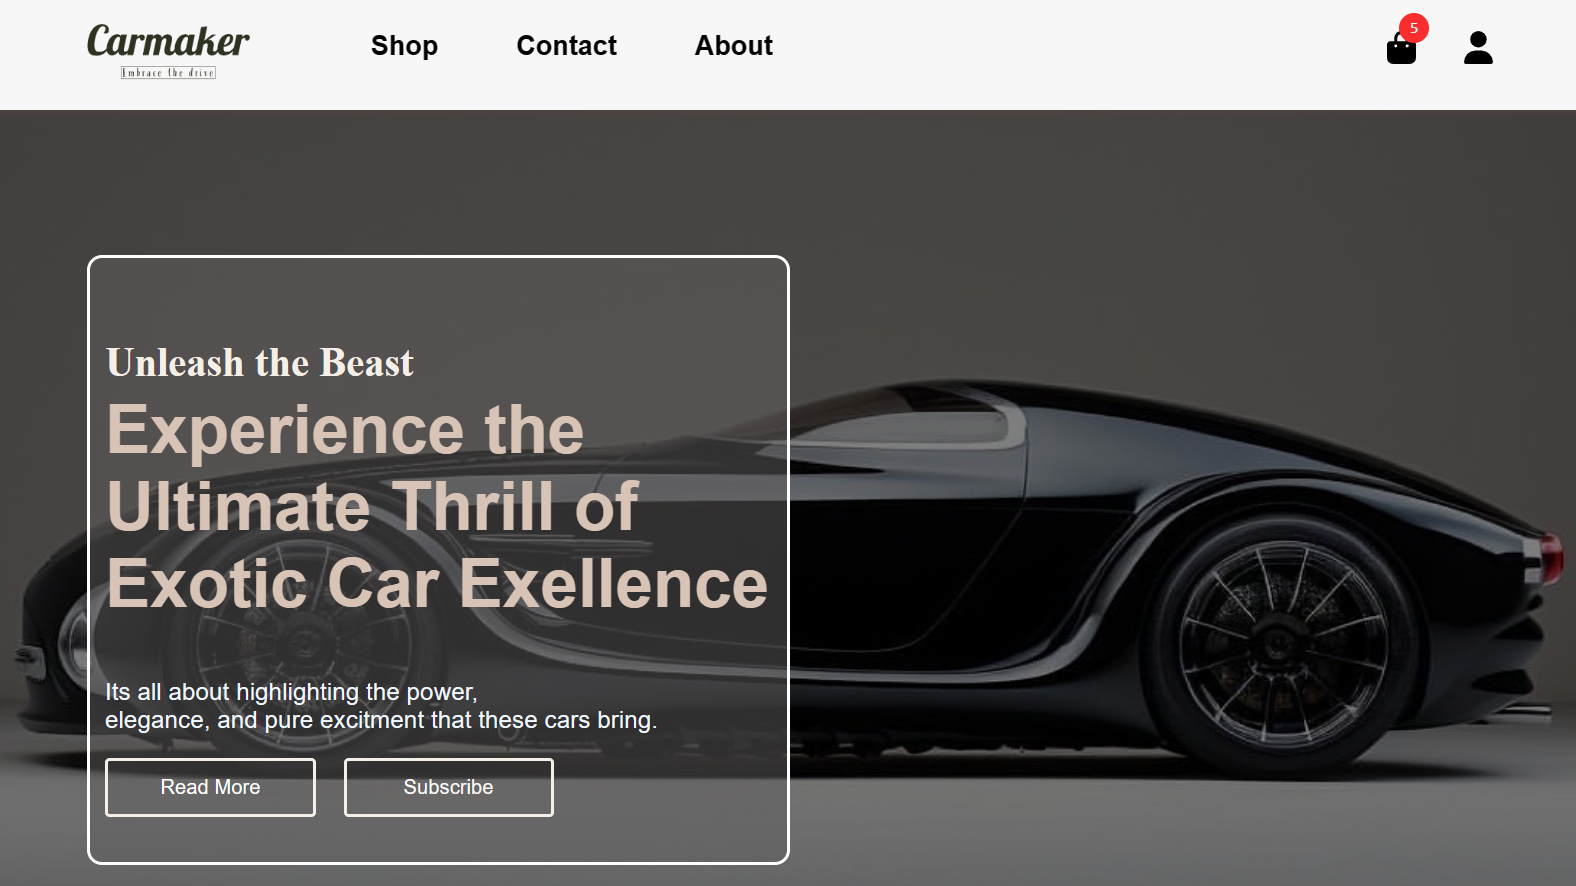 Carmaker
Embrace the drive
Shop
Contact
About
5
Unleash the Beast
Experience the
Ultimate Thrill of
Exotic Car Exellence
Its all about highlighting the power,
elegance, and pure excitment that these cars bring.
Read More
Subscribe